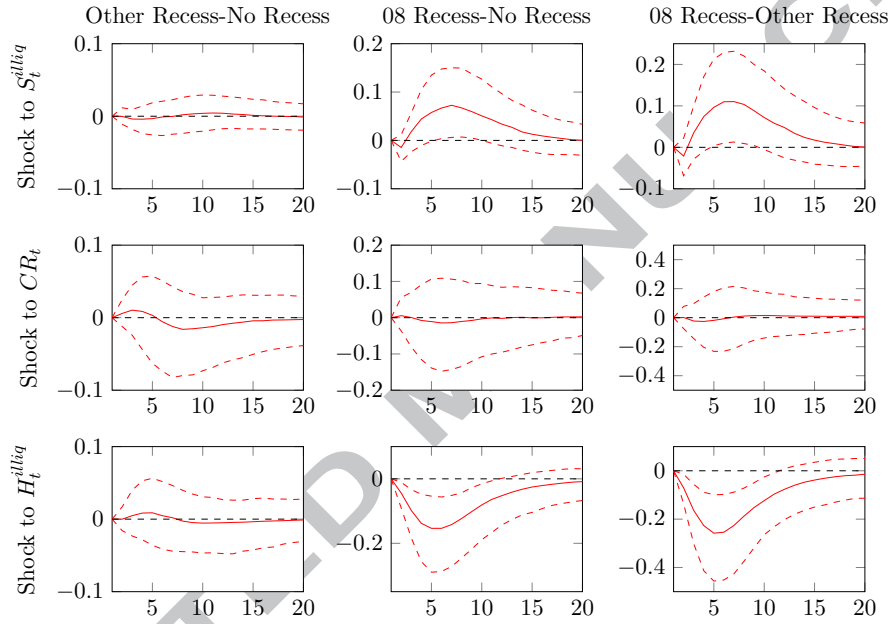 Other Recess-No Recess 08 Recess-No Recess 08 Recess-Other Recess
Shock to S_t^{illiq}
0.1 0 −0.1 5 10 15 20
0.2 0.1 0 −0.1 5 10 15 20
0.2 0.1 0 −0.1 5 10 15 20
Shock to CR_t
0.1 0 −0.1 5 10 15 20
0.2 0.1 0 −0.1 −0.2 5 10 15 20
0.4 0.2 0 −0.2 −0.4 5 10 15 20
Shock to H_t^{illiq}
0.1 0 −0.1 5 10 15 20
0 −0.2 5 10 15 20
0 −0.2 −0.4 5 10 15 20